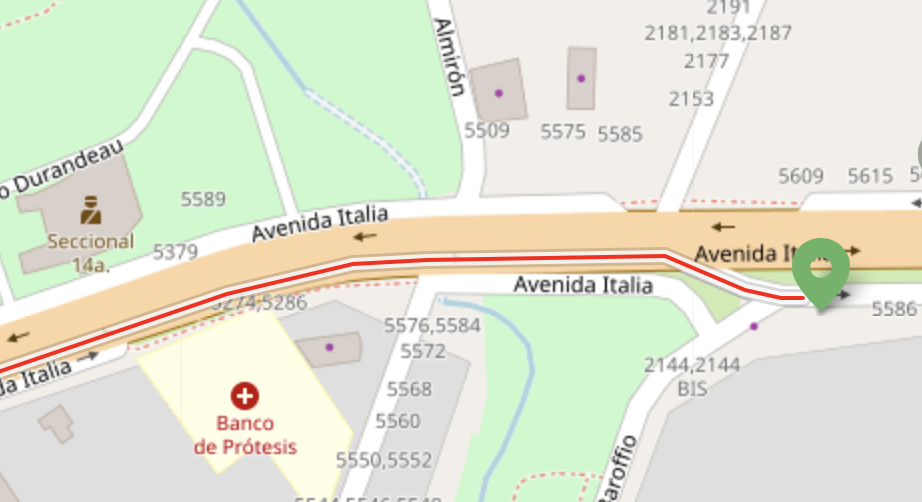 2191
2181,2183,2187
2177
2153
Almirón
5509
5575
5585
5609
5615
o Durandeau
5589
Seccional
14a.
5379
Avenida Italia
Avenida
Avenida Italia
5274,5286
5586
da Italia
5576,5584
5572
2144,2144
BIS
5568
Banco
de Prótesis
5560
5550,5552
Baroffio